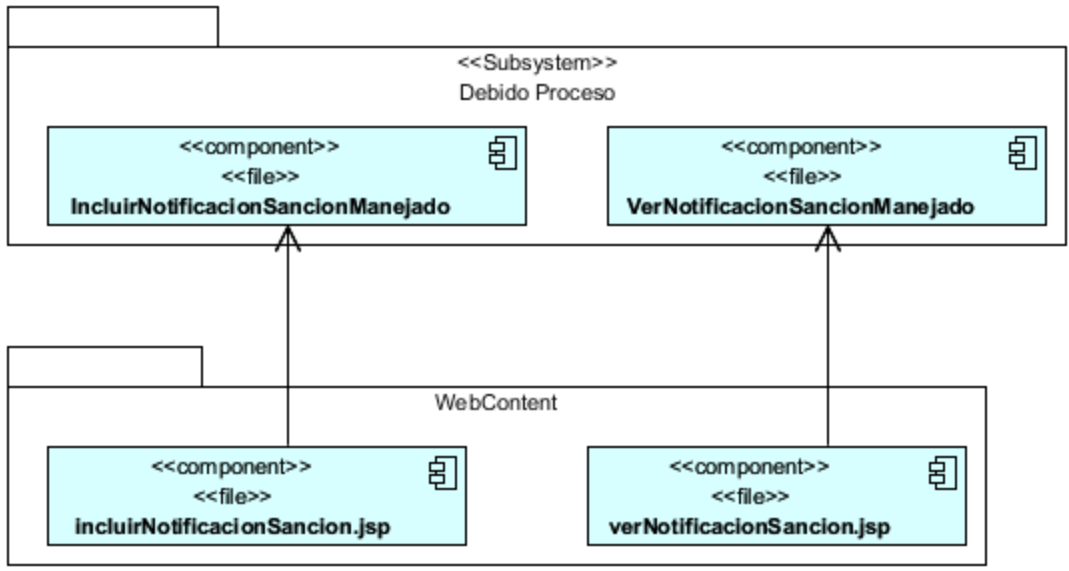 <<Subsystem>>
Debido Proceso
<<component>>
<<file>>
IncluirNotificacionSancionManejado
<<component>>
<<file>>
VerNotificacionSancionManejado
WebContent
<<component>>
<<file>>
incluirNotificacionSancion.jsp
<<component>>
<<file>>
verNotificacionSancion.jsp